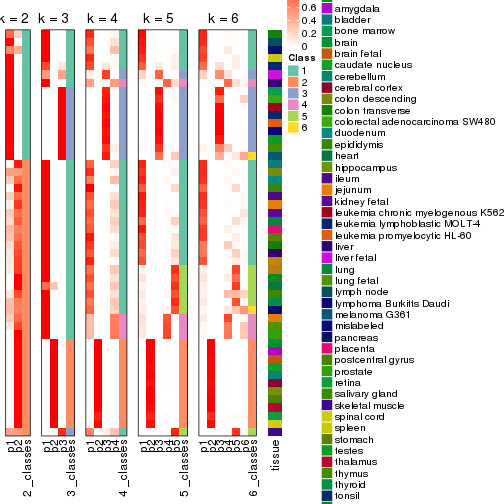 k = 2
k = 3
k = 4
k = 5
k = 6
0.6
0.4
0.2
0
Class
1
2
3
4
5
6
amygdala
bladder
bone marrow
brain
brain fetal
caudate nucleus
cerebellum
cerebral cortex
colon descending
colon transverse
colorectal adenocarcinoma SW480
duodenum
epididymis
heart
hippocampus
ileum
jejunum
kidney fetal
leukemia chronic myelogenous K562
leukemia lymphoblastic MOLT-4
leukemia promyelocytic HL-60
liver
liver fetal
lung
lung fetal
lymph node
lymphoma Burkitts Daudi
melanoma G361
mislabeled
pancreas
placenta
postcentral gyrus
prostate
retina
salivary gland
skeletal muscle
spinal cord
spleen
stomach
testes
thalamus
thymus
thyroid
tonsil
p1
p2
2_classes
p1
p2
p3
3_classes
p1
p2
p3
p4
4_classes
p1
p2
p3
p4
p5
5_classes
p1
p2
p3
p4
p5
p6
6_classes
tissue